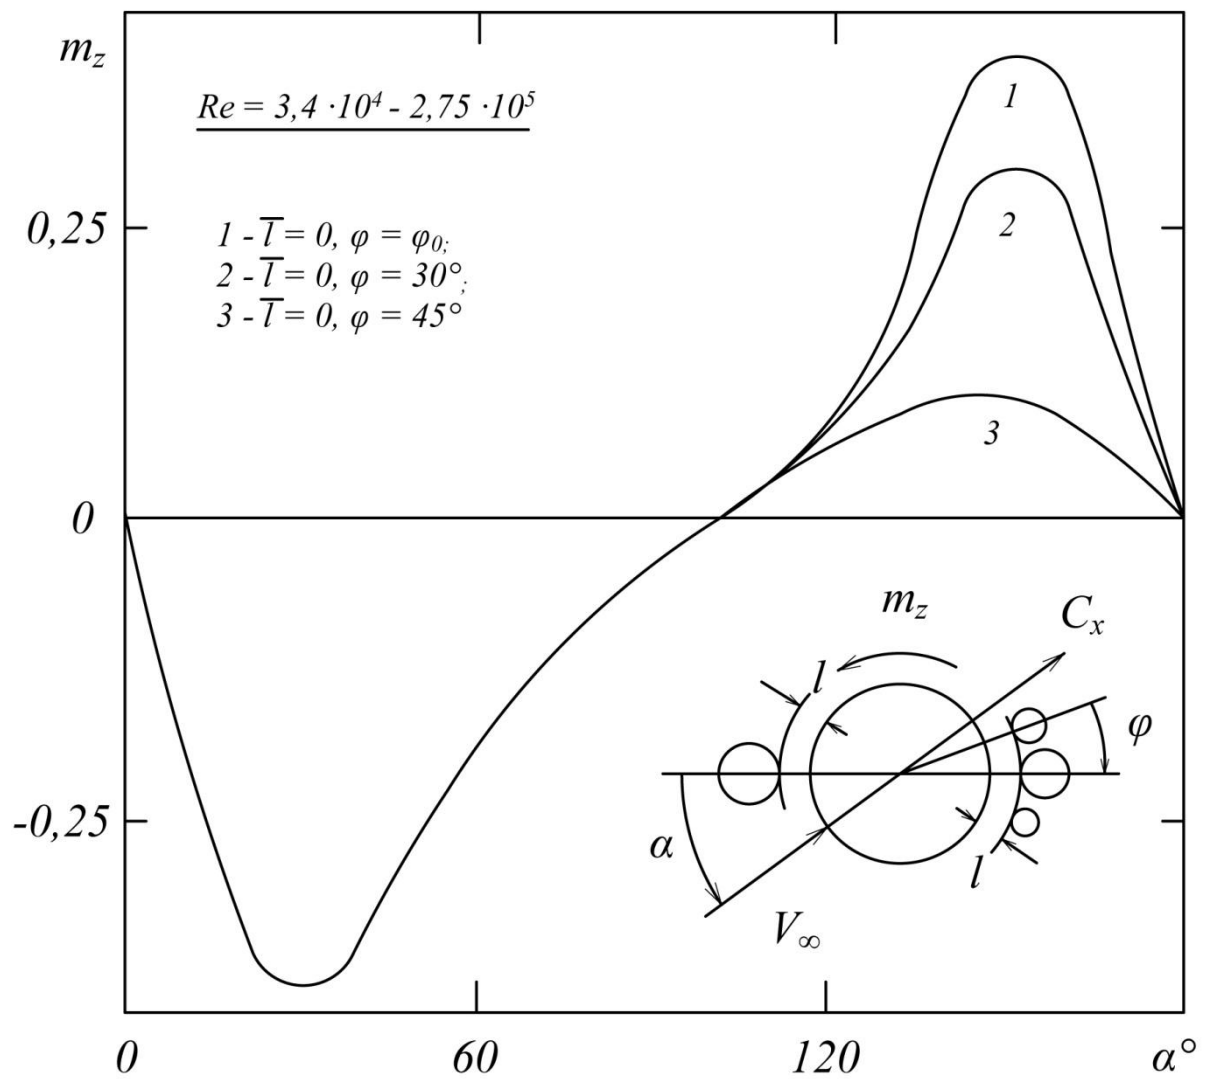 m_z
Re = 3,4 ·10⁴ - 2,75 ·10⁵
1
0,25
2
1 - l̅ = 0, φ = φ₀;
2 - l̅ = 0, φ = 30°;
3 - l̅ = 0, φ = 45°
3
0
m_z
C_x
l
φ
-0,25
α
l
V_∞
0
60
120
α°